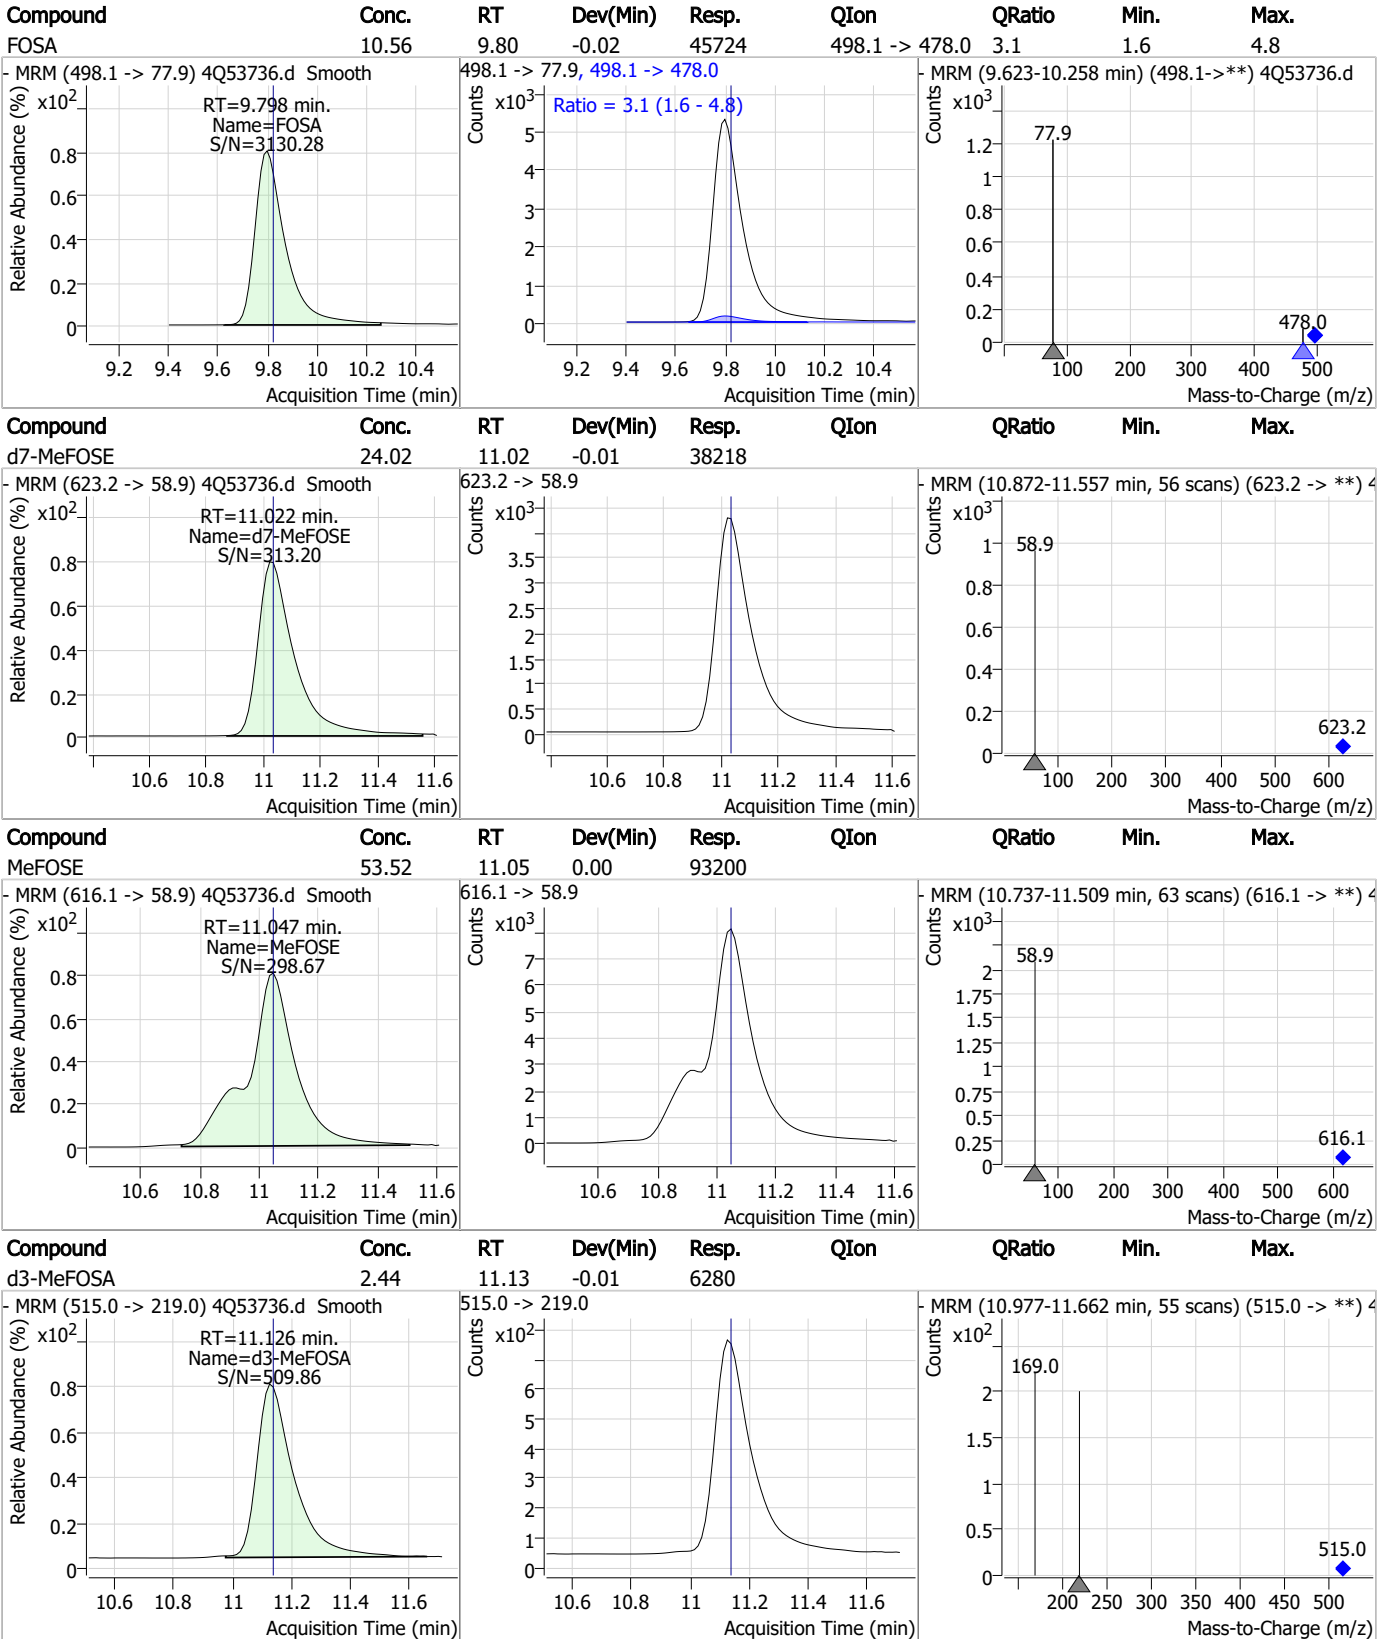 Compound Conc. RT Dev(Min) Resp. QIon QRatio Min. Max.
FOSA 10.56 9.80 -0.02 45724 498.1 -> 478.0 3.1 1.6 4.8
- MRM (498.1 -> 77.9) 4Q53736.d Smooth
Relative Abundance (%)
x10²
RT=9.798 min.
Name=FOSA
S/N=3130.28
0.8
0.6
0.4
0.2
0
9.2 9.4 9.6 9.8 10 10.2 10.4
Acquisition Time (min)
498.1 -> 77.9, 498.1 -> 478.0
Counts
x10³
Ratio = 3.1 (1.6 - 4.8)
5
4
3
2
1
0
9.2 9.4 9.6 9.8 10 10.2 10.4
Acquisition Time (min)
- MRM (9.623-10.258 min) (498.1->**) 4Q53736.d
Counts
x10³
77.9
478.0
1.2
1
0.8
0.6
0.4
0.2
0
100 200 300 400 500
Mass-to-Charge (m/z)
Compound Conc. RT Dev(Min) Resp. QIon QRatio Min. Max.
d7-MeFOSE 24.02 11.02 -0.01 38218
- MRM (623.2 -> 58.9) 4Q53736.d Smooth
Relative Abundance (%)
x10²
RT=11.022 min.
Name=d7-MeFOSE
S/N=313.20
0.8
0.6
0.4
0.2
0
10.6 10.8 11 11.2 11.4 11.6
Acquisition Time (min)
623.2 -> 58.9
Counts
x10³
3.5
3
2.5
2
1.5
1
0.5
0
10.6 10.8 11 11.2 11.4 11.6
Acquisition Time (min)
- MRM (10.872-11.557 min, 56 scans) (623.2 -> **) 4
Counts
x10³
58.9
623.2
1
0.8
0.6
0.4
0.2
0
100 200 300 400 500 600
Mass-to-Charge (m/z)
Compound Conc. RT Dev(Min) Resp. QIon QRatio Min. Max.
MeFOSE 53.52 11.05 0.00 93200
- MRM (616.1 -> 58.9) 4Q53736.d Smooth
Relative Abundance (%)
x10²
RT=11.047 min.
Name=MeFOSE
S/N=298.67
0.8
0.6
0.4
0.2
0
10.6 10.8 11 11.2 11.4 11.6
Acquisition Time (min)
616.1 -> 58.9
Counts
x10³
7
6
5
4
3
2
1
0
10.6 10.8 11 11.2 11.4 11.6
Acquisition Time (min)
- MRM (10.737-11.509 min, 63 scans) (616.1 -> **) 4
Counts
x10³
58.9
616.1
2
1.75
1.5
1.25
1
0.75
0.5
0.25
0
100 200 300 400 500 600
Mass-to-Charge (m/z)
Compound Conc. RT Dev(Min) Resp. QIon QRatio Min. Max.
d3-MeFOSA 2.44 11.13 -0.01 6280
- MRM (515.0 -> 219.0) 4Q53736.d Smooth
Relative Abundance (%)
x10²
RT=11.126 min.
Name=d3-MeFOSA
S/N=509.86
0.8
0.6
0.4
0.2
0
10.6 10.8 11 11.2 11.4 11.6
Acquisition Time (min)
515.0 -> 219.0
Counts
x10²
6
5
4
3
2
1
0
10.6 10.8 11 11.2 11.4 11.6
Acquisition Time (min)
- MRM (10.977-11.662 min, 55 scans) (515.0 -> **) 4
Counts
x10²
169.0
515.0
2
1.5
1
0.5
0
200 250 300 350 400 450 500
Mass-to-Charge (m/z)